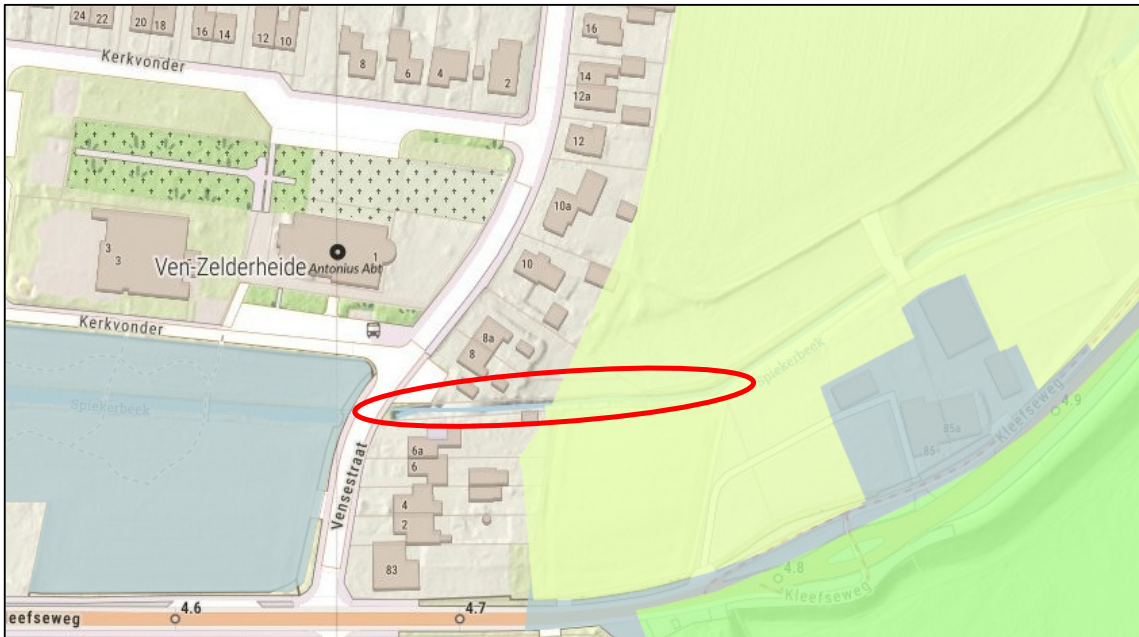 24 22 20 18 16 14 12 10
Kerkvonder
8 6 4 2
16
14
12a
12
10a
10
3
3
1
Ven-Zelderheide Antonius Abt
Kerkvonder
8a
8
Spiekerbeek
Spiekerbeek
6a
6
4
2
83
Vensestraat
85a
85
Kleefseweg
4.9
4.8
Kleefseweg
4.6
4.7
leefseweg